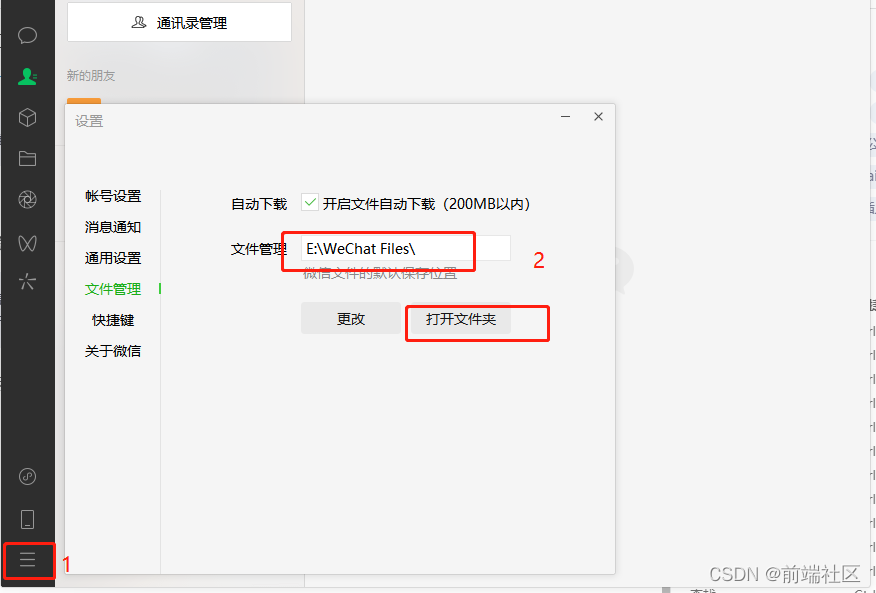 通讯录管理
新的朋友
设置
帐号设置
消息通知
通用设置
文件管理
快捷键
关于微信
自动下载 开启文件自动下载（200MB以内）
文件管理 E:\WeChat Files\
2
微信文件的默认保存位置
更改 打开文件夹
1
CSDN @前端社区